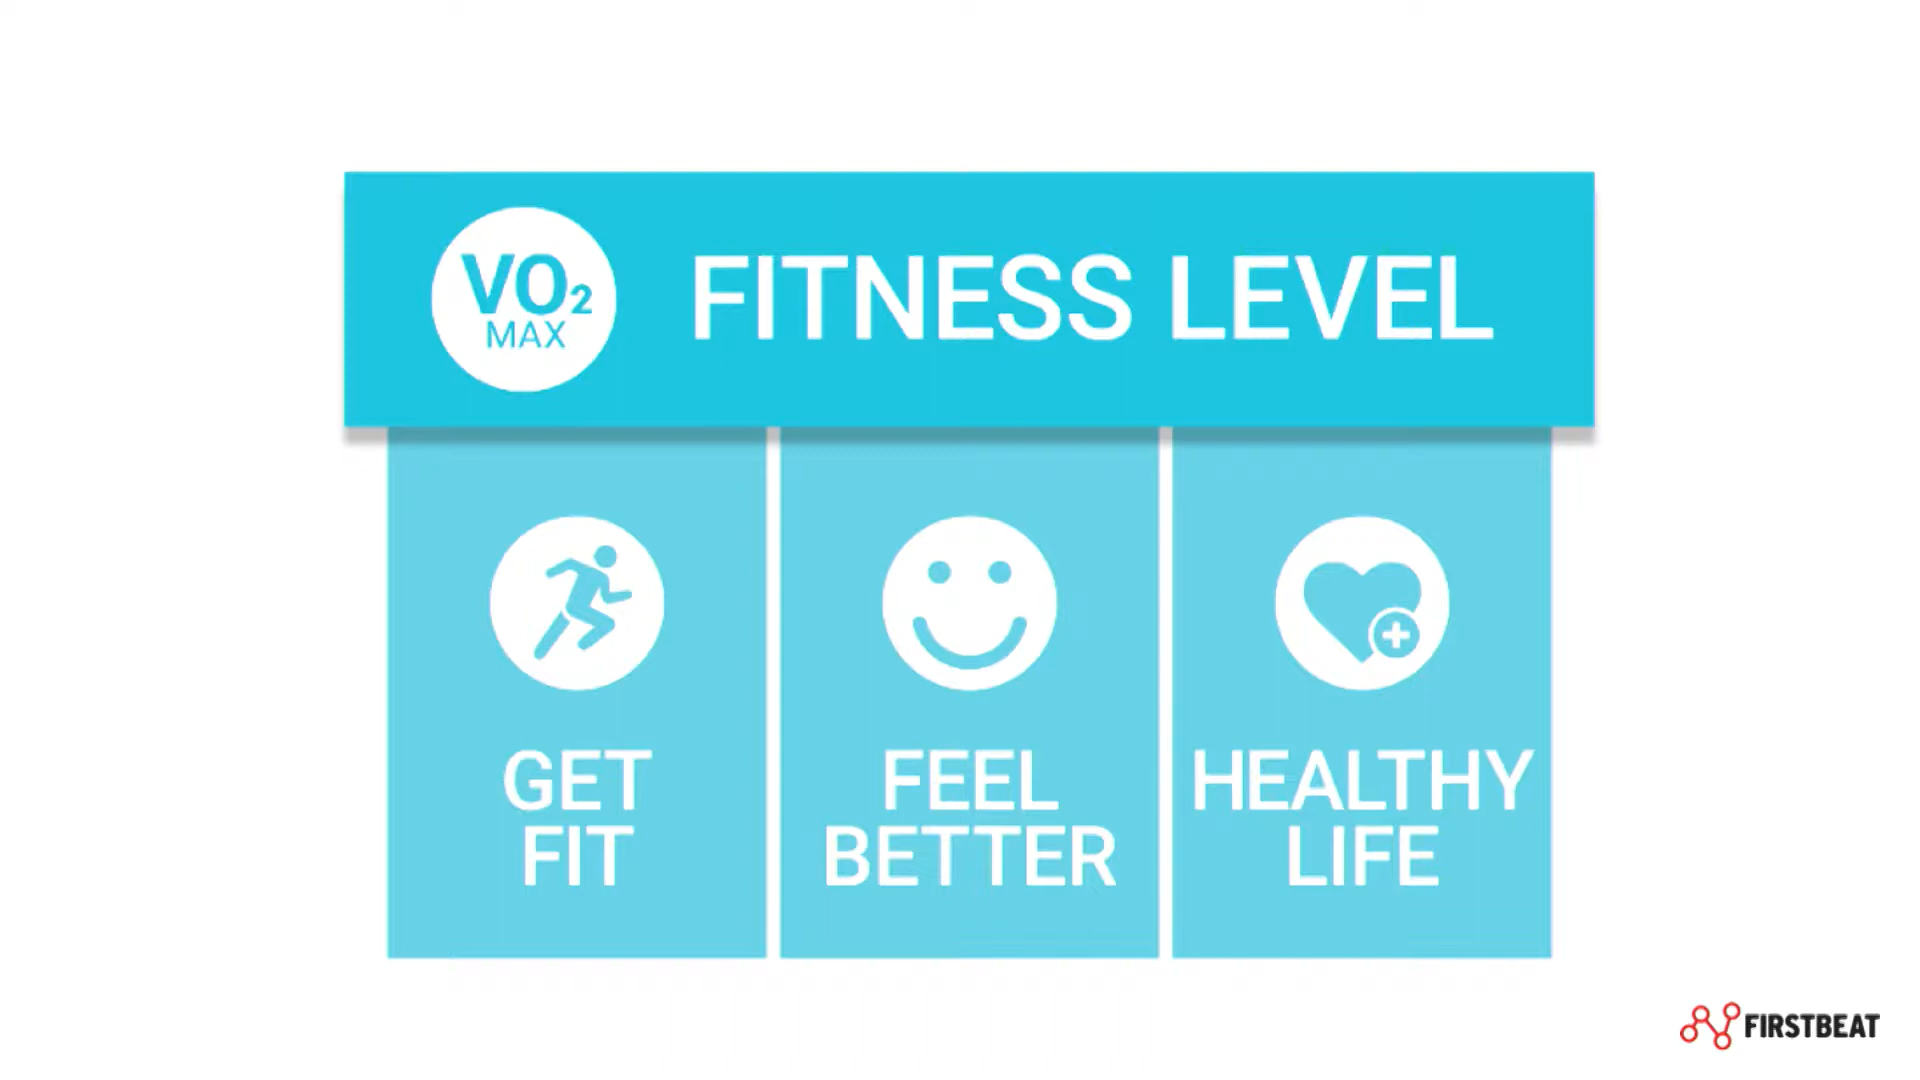 VO₂
MAX
FITNESS LEVEL
GET
FIT
FEEL
BETTER
HEALTHY
LIFE
FIRSTBEAT